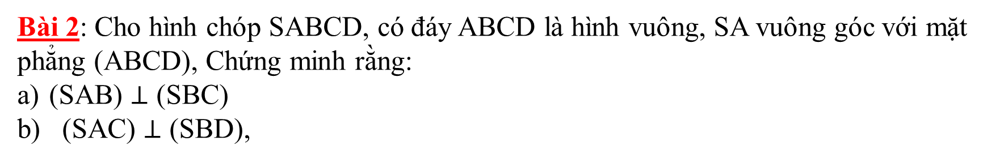 Bài 2: Cho hình chóp SABCD, có đáy ABCD là hình vuông, SA vuông góc với mặt
phẳng (ABCD), Chứng minh rằng:
a) (SAB) ⊥ (SBC)
b) (SAC) ⊥ (SBD),